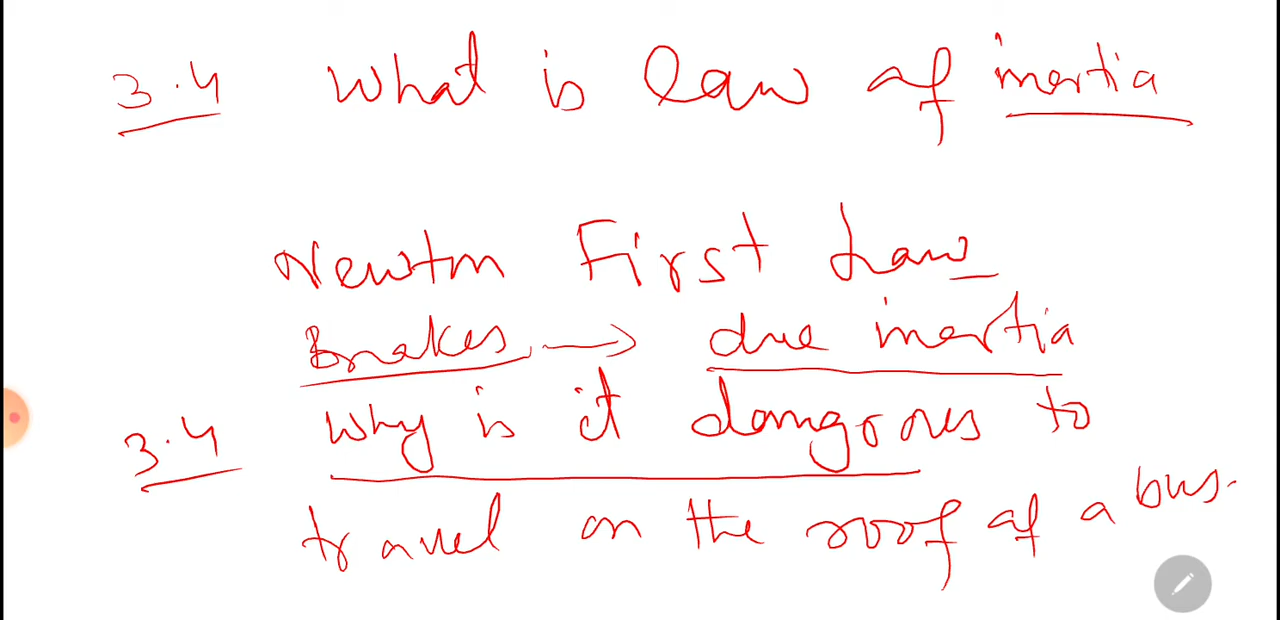 3.4 What is law of inertia
Newton First Law
Brakes → due inertia
3.4 Why is it dangrous to
travel on the roof of a bus.